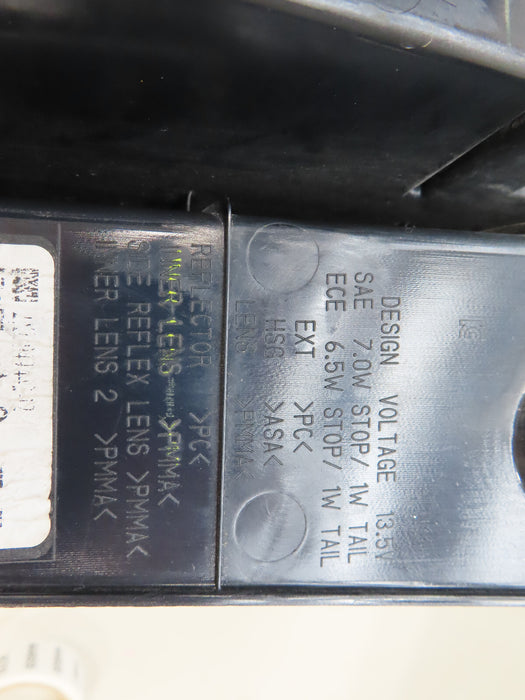 DESIGN VOLTAGE 13.5V
SAE 7.0W STOP/ 1W TAIL
ECE 6.5W STOP/ 1W TAIL
EXT >PC<
HSG >ASA<
LENS >PMMA<
REFLECTOR >PC<
INNER LENS >PMMA<
SIDE REFLEX LENS >PMMA<
INNER LENS 2 >PMMA<